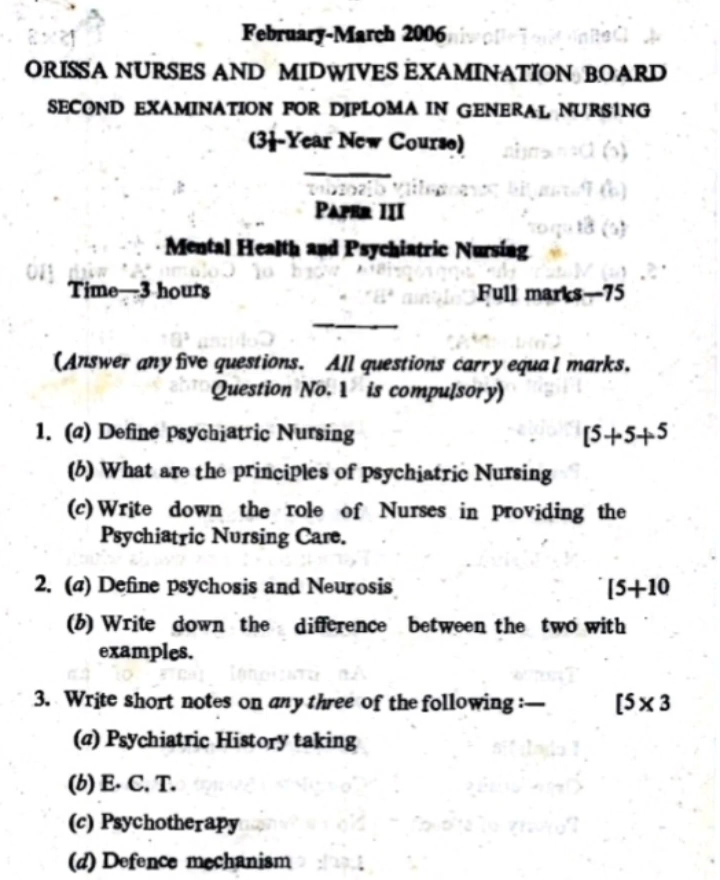 February-March 2006
ORISSA NURSES AND MIDWIVES EXAMINATION BOARD
SECOND EXAMINATION FOR DIPLOMA IN GENERAL NURSING
(3½-Year New Course)
PAPER III
Mental Health and Psychiatric Nursing
Time—3 hours Full marks—75
(Answer any five questions. All questions carry equal marks.
Question No. 1 is compulsory)
1. (a) Define psychiatric Nursing [5+5+5
(b) What are the principles of psychiatric Nursing
(c) Write down the role of Nurses in providing the
Psychiatric Nursing Care.
2. (a) Define psychosis and Neurosis [5+10
(b) Write down the difference between the two with
examples.
3. Write short notes on any three of the following :— [5 x 3
(a) Psychiatric History taking
(b) E. C. T.
(c) Psychotherapy
(d) Defence mechanism